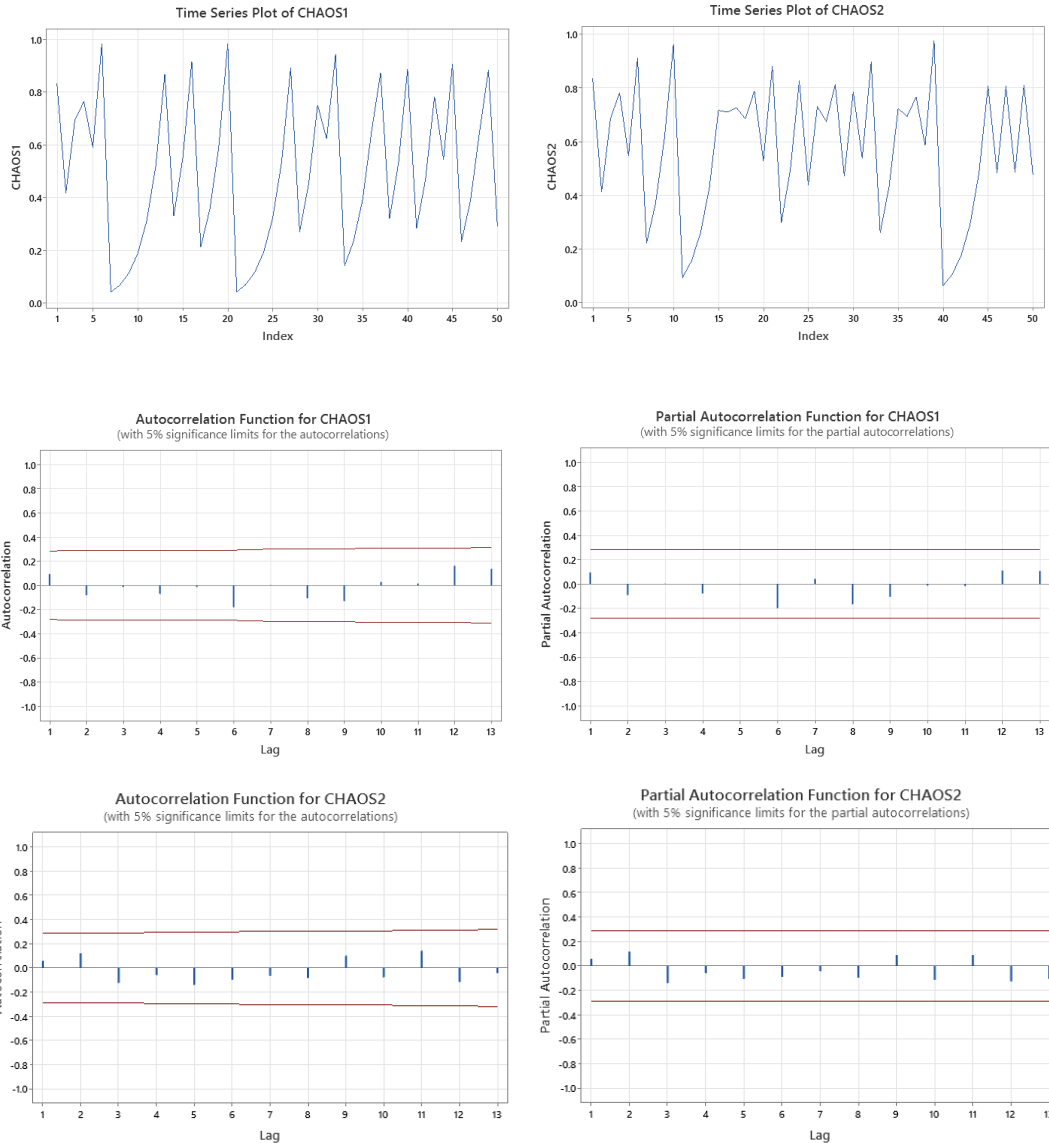 Time Series Plot of CHAOS1
CHAOS1
1.0
0.8
0.6
0.4
0.2
0.0
1 5 10 15 20 25 30 35 40 45 50
Index
Time Series Plot of CHAOS2
CHAOS2
1.0
0.8
0.6
0.4
0.2
0.0
1 5 10 15 20 25 30 35 40 45 50
Index
Autocorrelation Function for CHAOS1
(with 5% significance limits for the autocorrelations)
Autocorrelation
1.0
0.8
0.6
0.4
0.2
0.0
-0.2
-0.4
-0.6
-0.8
-1.0
1 2 3 4 5 6 7 8 9 10 11 12 13
Lag
Partial Autocorrelation Function for CHAOS1
(with 5% significance limits for the partial autocorrelations)
Partial Autocorrelation
1.0
0.8
0.6
0.4
0.2
0.0
-0.2
-0.4
-0.6
-0.8
-1.0
1 2 3 4 5 6 7 8 9 10 11 12 13
Lag
Autocorrelation Function for CHAOS2
(with 5% significance limits for the autocorrelations)
1.0
0.8
0.6
0.4
0.2
0.0
-0.2
-0.4
-0.6
-0.8
-1.0
1 2 3 4 5 6 7 8 9 10 11 12 13
Lag
Partial Autocorrelation Function for CHAOS2
(with 5% significance limits for the partial autocorrelations)
Partial Autocorrelation
1.0
0.8
0.6
0.4
0.2
0.0
-0.2
-0.4
-0.6
-0.8
-1.0
1 2 3 4 5 6 7 8 9 10 11 12
Lag